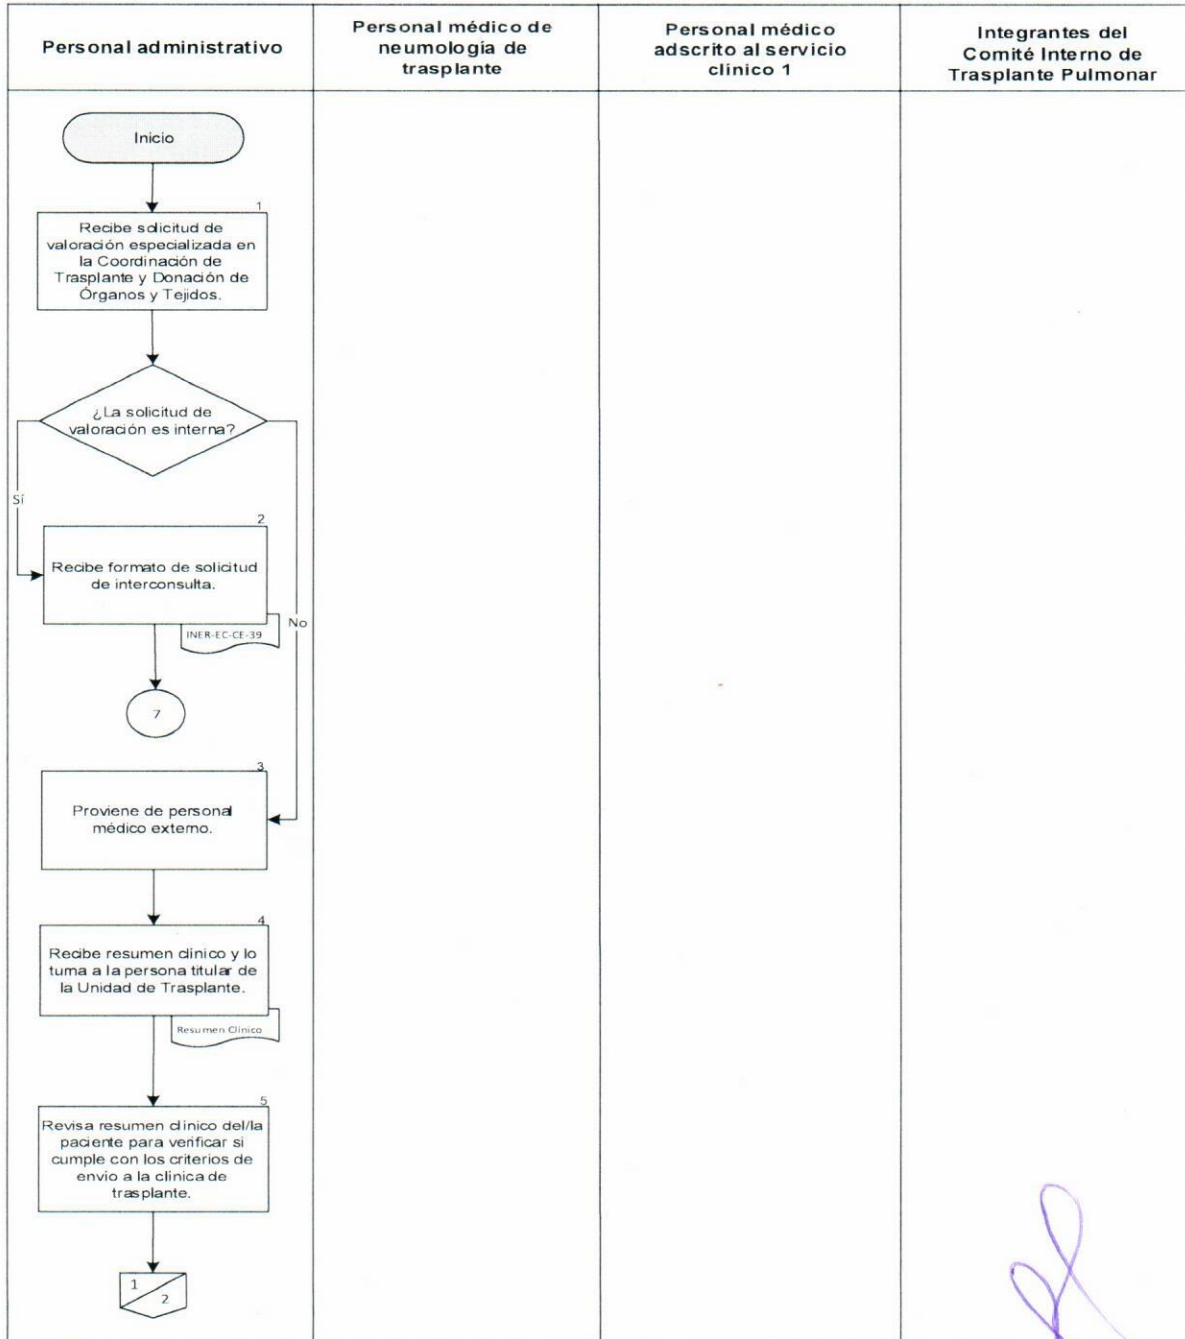 Personal administrativo
Personal médico de
neumología de
trasplante
Personal médico
adscrito al servicio
clínico 1
Integrantes del
Comité Interno de
Trasplante Pulmonar
Inicio
1
Recibe solicitud de
valoración especializada en
la Coordinación de
Trasplante y Donación de
Órganos y Tejidos.
¿La solicitud de
valoración es interna?
Sí
2
Recibe formato de solicitud
de interconsulta.
INER-EC-CE-39
No
7
3
Proviene de personal
médico externo.
4
Recibe resumen clínico y lo
turna a la persona titular de
la Unidad de Trasplante.
Resumen Clínico
5
Revisa resumen clínico del/la
paciente para verificar si
cumple con los criterios de
envio a la clínica de
trasplante.
1
2